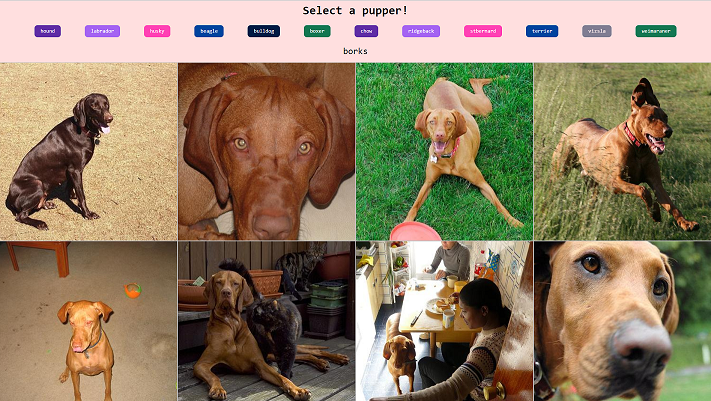 Select a pupper!
hound labrador husky beagle bulldog boxer chow ridgeback stbernard terrier vizsla weimaraner
borks